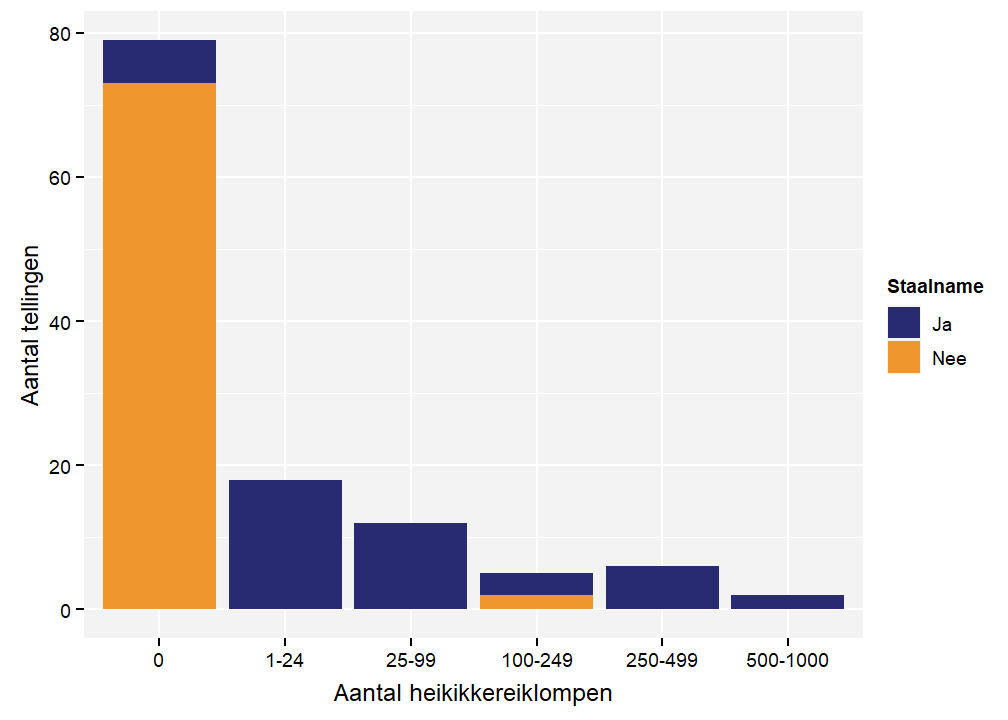 80
60
40
20
0
Aantal tellingen
0 1-24 25-99 100-249 250-499 500-1000
Aantal heikikkereiklompen
Staalname
Ja
Nee